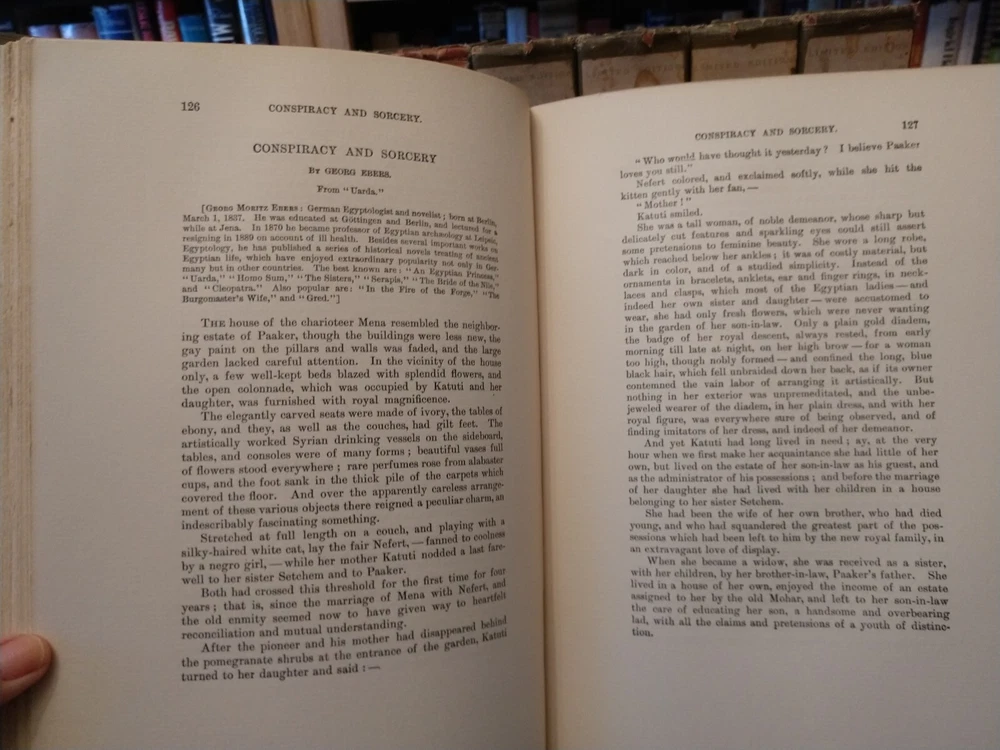 126
CONSPIRACY AND SORCERY.
CONSPIRACY AND SORCERY
BY GEORG EBERS.
From "Uarda."
[GEORG MORITZ EBERS: German Egyptologist and novelist; born at Berlin,
March 1, 1837. He was educated at Göttingen and Berlin, and lectured for a
while at Jena. In 1870 he became professor of Egyptian archæology at Leipsic,
resigning in 1889 on account of ill health. Besides several important works on
Egyptology, he has published a series of historical novels treating of ancient
Egyptian life, which have enjoyed extraordinary popularity not only in Ger-
many but in other countries. The best known are: "An Egyptian Princess,"
"Uarda," "Homo Sum," "The Sisters," "Serapis," "The Bride of the Nile,"
and "Cleopatra." Also popular are: "In the Fire of the Forge," "The
Burgomaster's Wife," and "Gred."]
THE house of the charioteer Mena resembled the neighbor-
ing estate of Paaker, though the buildings were less new, the
gay paint on the pillars and walls was faded, and the large
garden lacked careful attention. In the vicinity of the house
only, a few well-kept beds blazed with splendid flowers, and
the open colonnade, which was occupied by Katuti and her
daughter, was furnished with royal magnificence.
The elegantly carved seats were made of ivory, the tables of
ebony, and they, as well as the couches, had gilt feet. The
artistically worked Syrian drinking vessels on the sideboard,
tables, and consoles were of many forms; beautiful vases full
of flowers stood everywhere; rare perfumes rose from alabaster
cups, and the foot sank in the thick pile of the carpets which
covered the floor. And over the apparently careless arrange-
ment of these various objects there reigned a peculiar charm, an
indescribably fascinating something.
Stretched at full length on a couch, and playing with a
silky-haired white cat, lay the fair Nefert,—fanned to coolness
by a negro girl,—while her mother Katuti nodded a last fare-
well to her sister Setchem and to Paaker.
Both had crossed this threshold for the first time for four
years; that is, since the marriage of Mena with Nefert, and
the old enmity seemed now to have given way to heartfelt
reconciliation and mutual understanding.
After the pioneer and his mother had disappeared behind
the pomegranate shrubs at the entrance of the garden, Katuti
turned to her daughter and said:—
CONSPIRACY AND SORCERY.
127
"Who would have thought it yesterday? I believe Paaker
loves you still."
Nefert colored, and exclaimed softly, while she hit the
kitten gently with her fan,—
"Mother!"
Katuti smiled.
She was a tall woman, of noble demeanor, whose sharp but
delicately cut features and sparkling eyes could still assert
some pretensions to feminine beauty. She wore a long robe,
which reached below her ankles; it was of costly material, but
dark in color, and of a studied simplicity. Instead of the
ornaments in bracelets, anklets, ear and finger rings, in neck-
laces and clasps, which most of the Egyptian ladies—and
indeed her own sister and daughter—were accustomed to
wear, she had only fresh flowers, which were never wanting
in the garden of her son-in-law. Only a plain gold diadem,
the badge of her royal descent, always rested, from early
morning till late at night, on her high brow—for a woman
too high, though nobly formed—and confined the long, blue
black hair, which fell unbraided down her back, as if its owner
contemned the vain labor of arranging it artistically. But
nothing in her exterior was unpremeditated, and the unbe-
jeweled wearer of the diadem, in her plain dress, and with her
royal figure, was everywhere sure of being observed, and of
finding imitators of her dress, and indeed of her demeanor.
And yet Katuti had long lived in need; ay, at the very
hour when we first make her acquaintance she had little of her
own, but lived on the estate of her son-in-law as his guest, and
as the administrator of his possessions; and before the marriage
of her daughter she had lived with her children in a house
belonging to her sister Setchem.
She had been the wife of her own brother, who had died
young, and who had squandered the greatest part of the pos-
sessions which had been left to him by the new royal family, in
an extravagant love of display.
When she became a widow, she was received as a sister,
with her children, by her brother-in-law, Paaker's father. She
lived in a house of her own, enjoyed the income of an estate
assigned to her by the old Mohar, and left to her son-in-law
the care of educating her son, a handsome and overbearing
lad, with all the claims and pretensions of a youth of distinc-
tion.